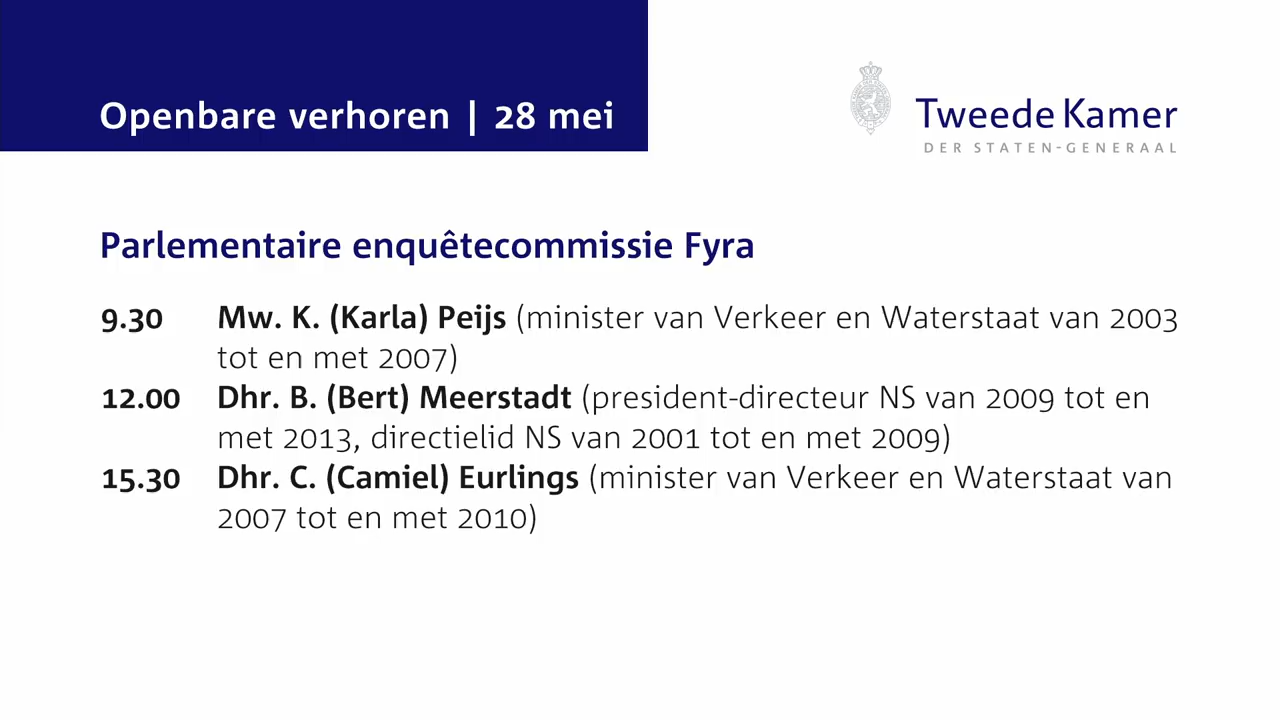 Openbare verhoren | 28 mei
Tweede Kamer
DER STATEN-GENERAAL
Parlementaire enquêtecommissie Fyra
9.30 Mw. K. (Karla) Peijs (minister van Verkeer en Waterstaat van 2003
tot en met 2007)
12.00 Dhr. B. (Bert) Meerstadt (president-directeur NS van 2009 tot en
met 2013, directielid NS van 2001 tot en met 2009)
15.30 Dhr. C. (Camiel) Eurlings (minister van Verkeer en Waterstaat van
2007 tot en met 2010)